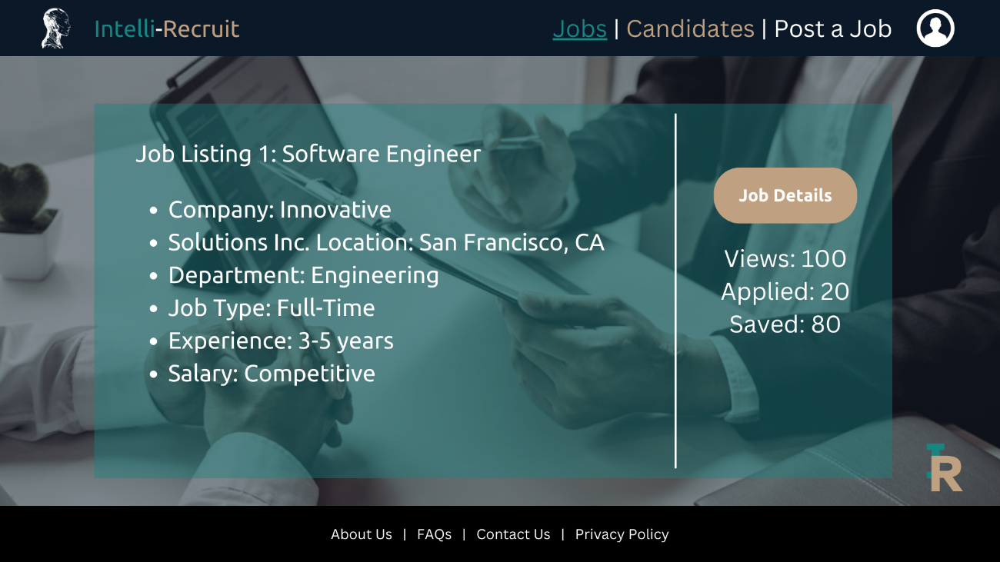 Intelli-Recruit
Jobs | Candidates | Post a Job
Job Listing 1: Software Engineer
• Company: Innovative
• Solutions Inc. Location: San Francisco, CA
• Department: Engineering
• Job Type: Full-Time
• Experience: 3-5 years
• Salary: Competitive
Job Details
Views: 100
Applied: 20
Saved: 80
IR
About Us | FAQs | Contact Us | Privacy Policy